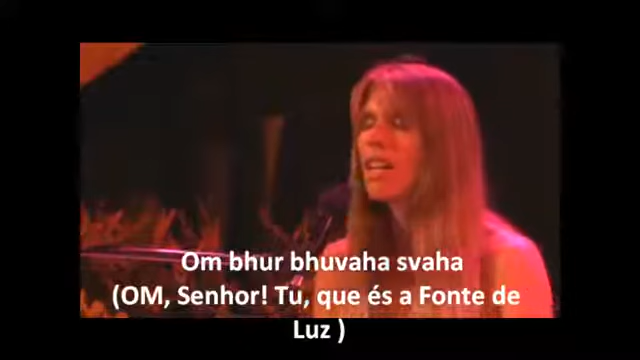 Om bhur bhuvaha svaha
(OM, Senhor! Tu, que és a Fonte de
Luz )